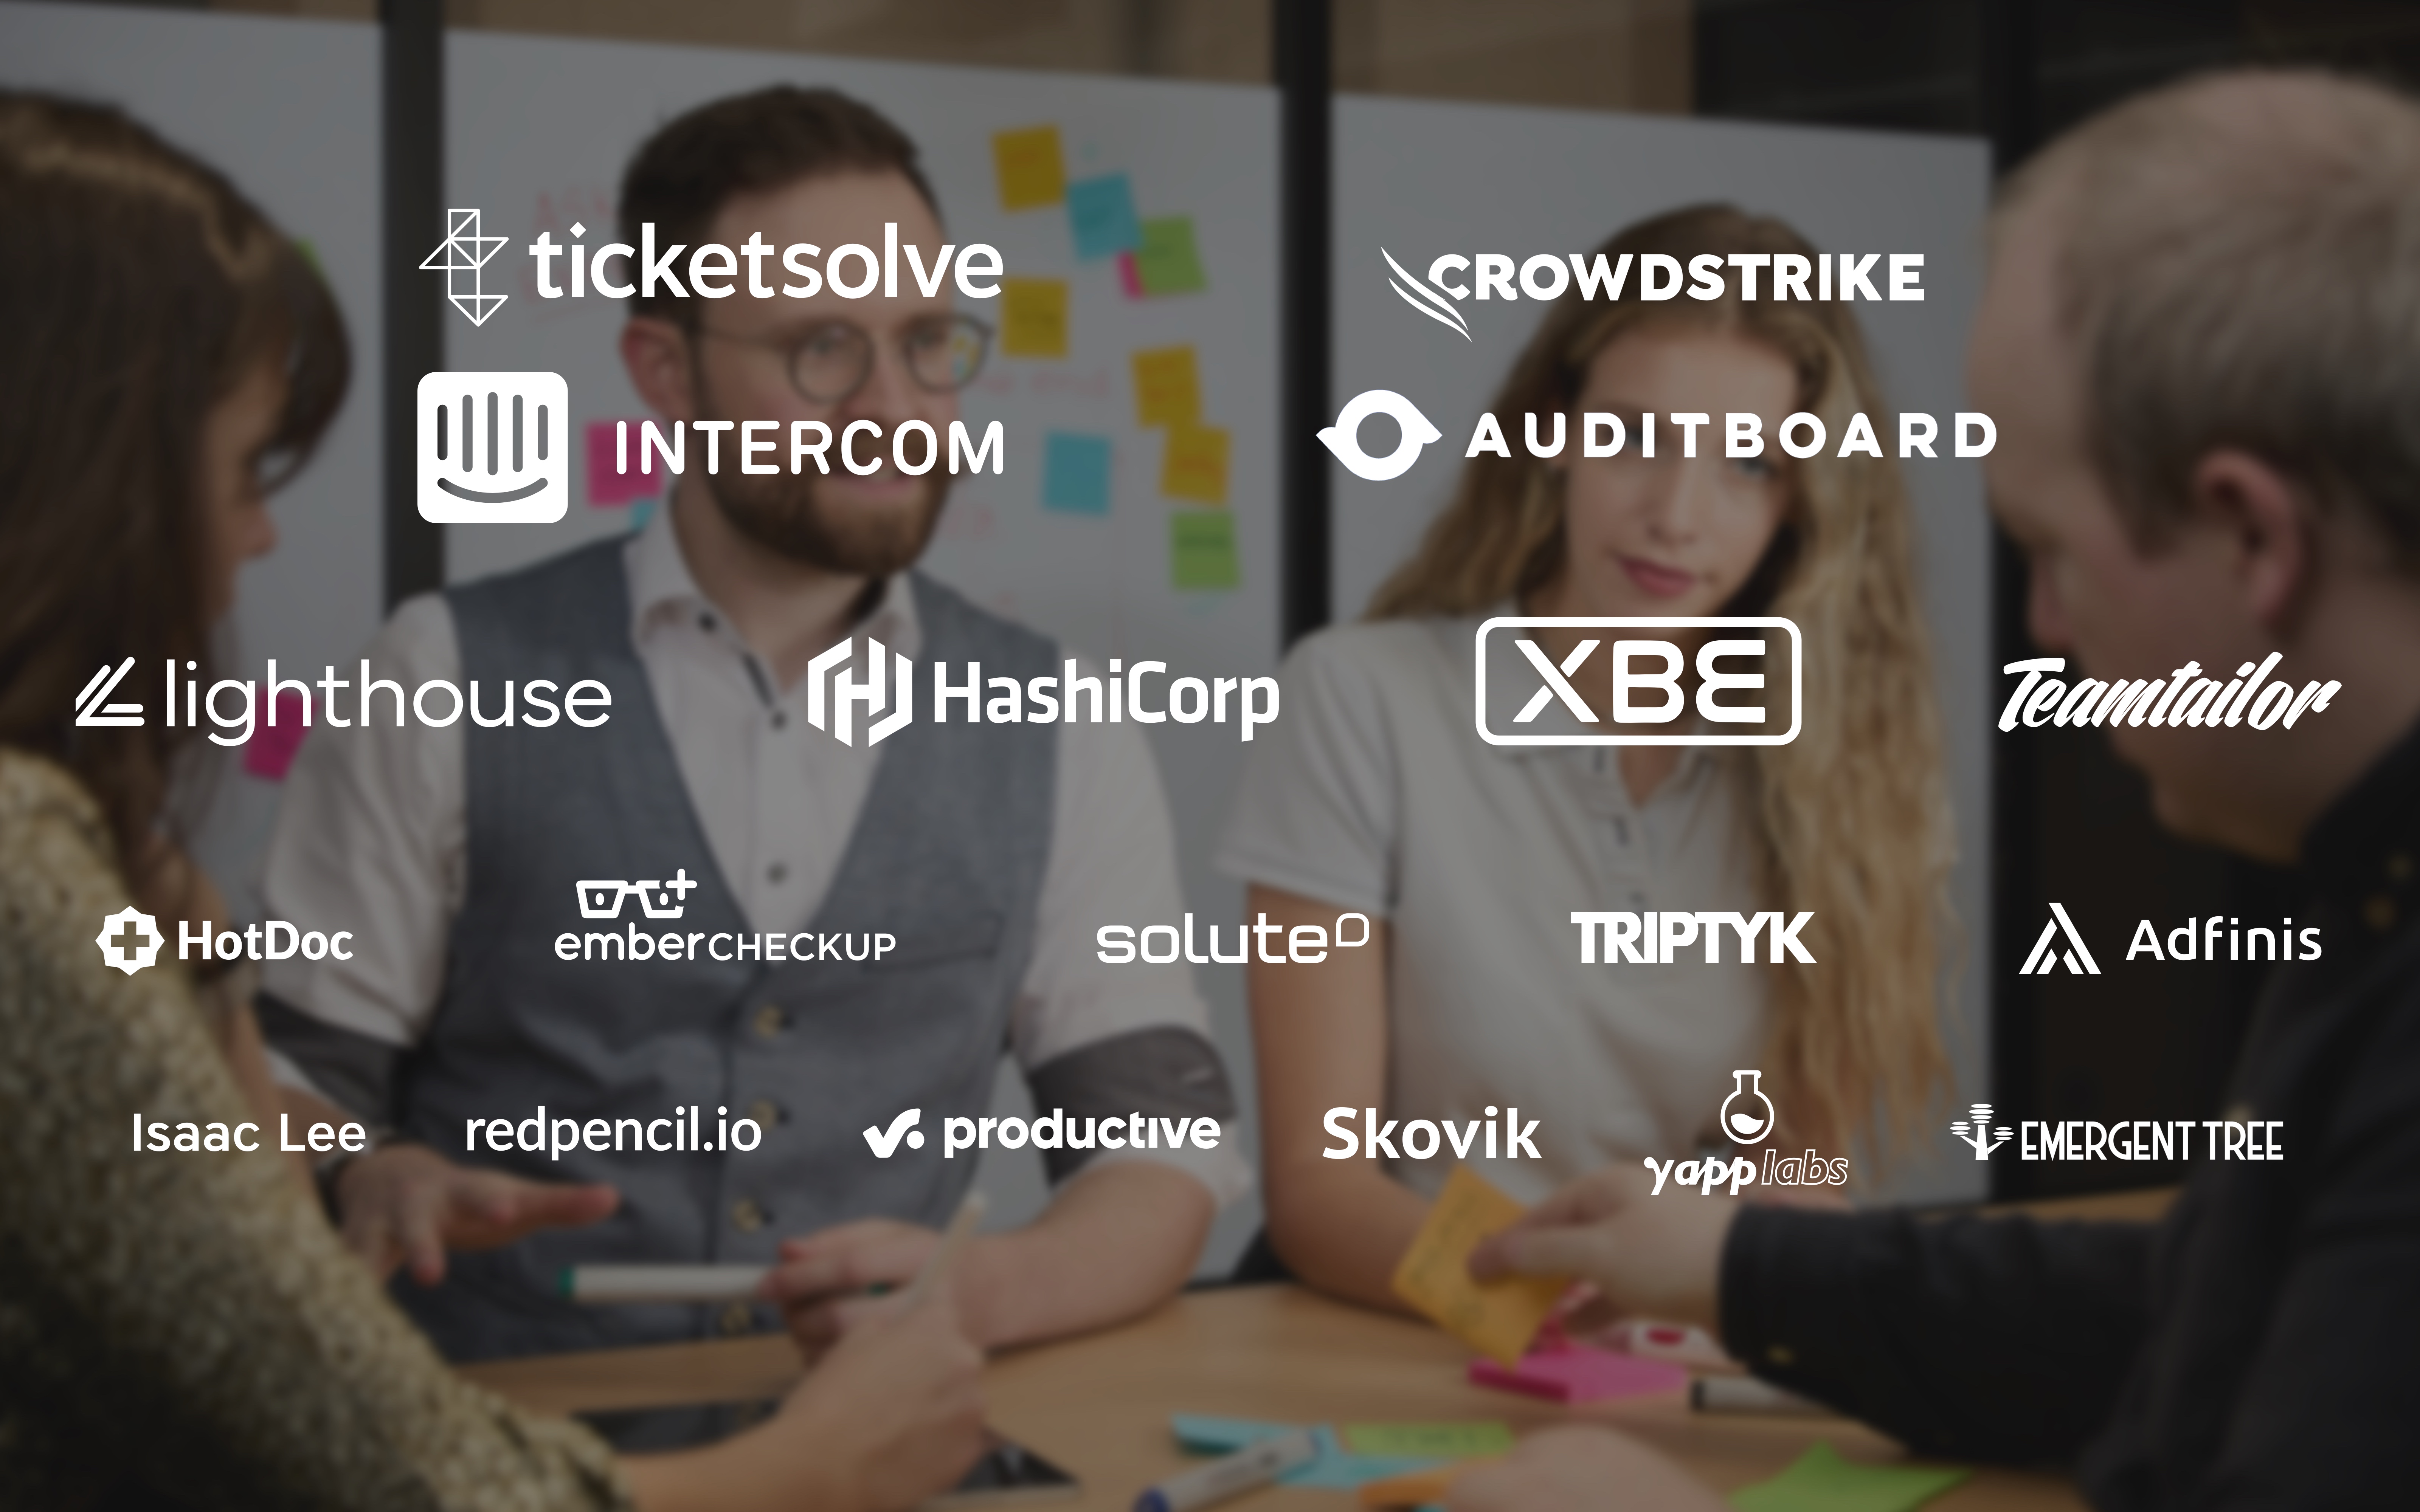 ticketsolve
CROWDSTRIKE
INTERCOM
AUDITBOARD
lighthouse
HashiCorp
XBE
Teamtailor
HotDoc
emberCHECKUP
solute
TRIPTYK
Adfinis
Isaac Lee
redpencil.io
productive
Skovik
yapp labs
EMERGENT TREE